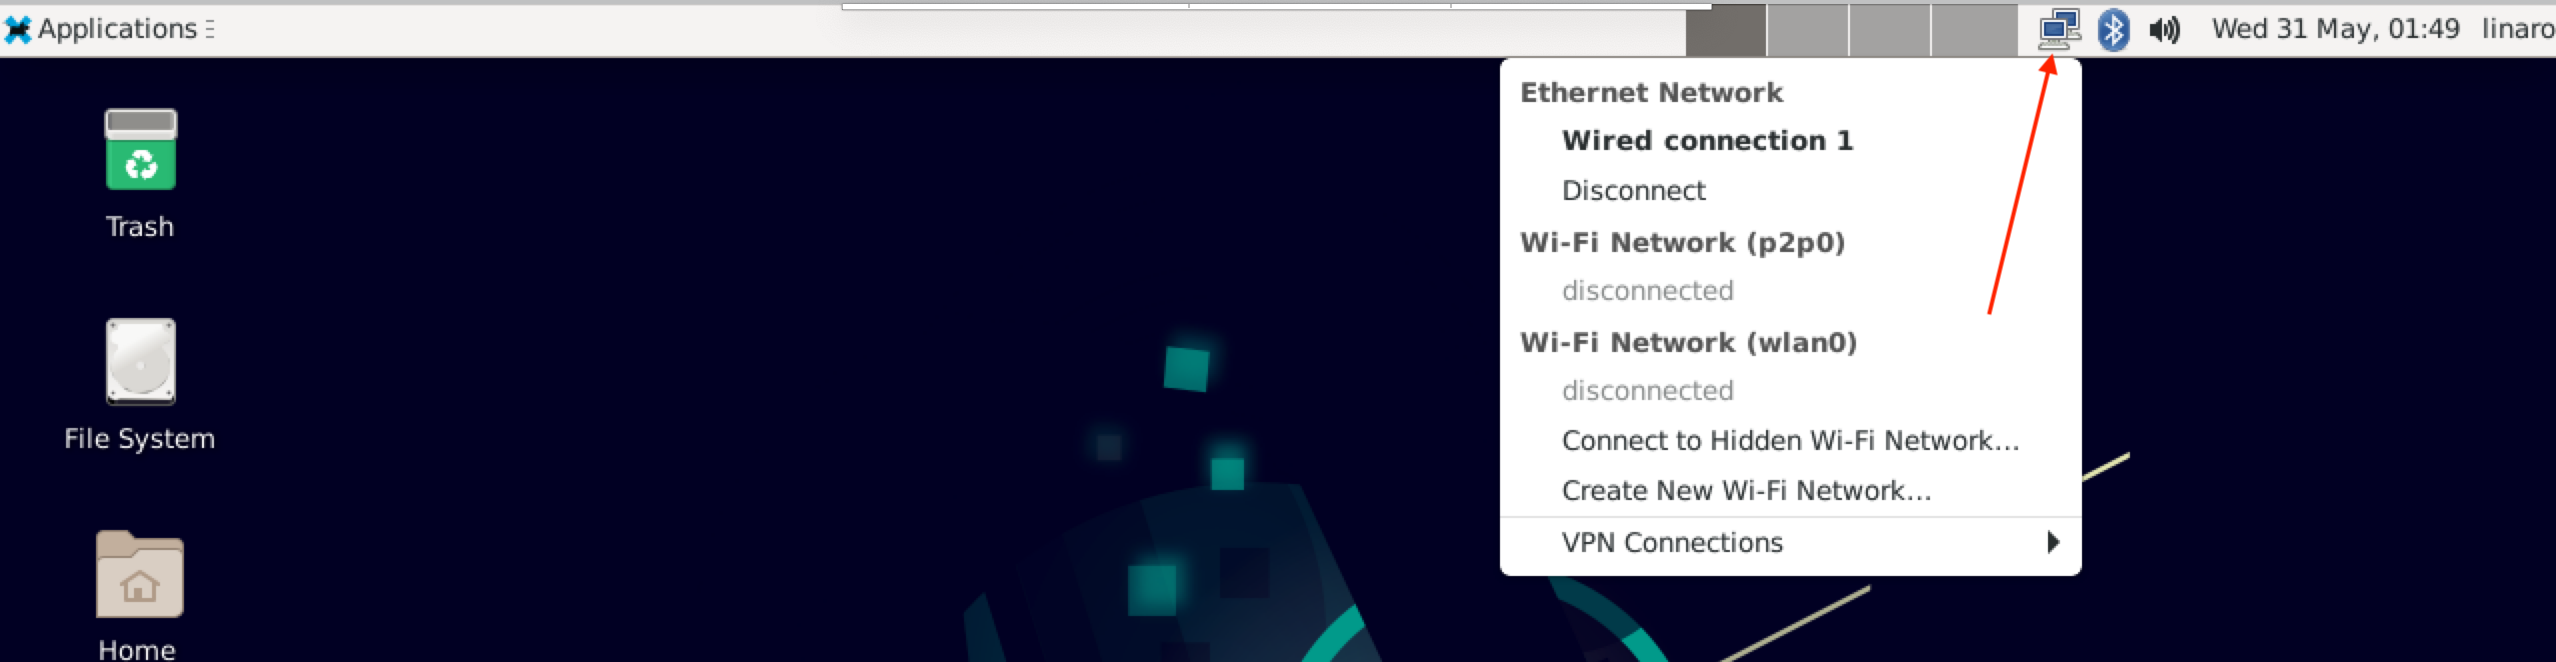 Applications
Wed 31 May, 01:49 linaro
Ethernet Network
Wired connection 1
Disconnect
Wi-Fi Network (p2p0)
disconnected
Wi-Fi Network (wlan0)
disconnected
Connect to Hidden Wi-Fi Network...
Create New Wi-Fi Network...
VPN Connections
Trash
File System
Home